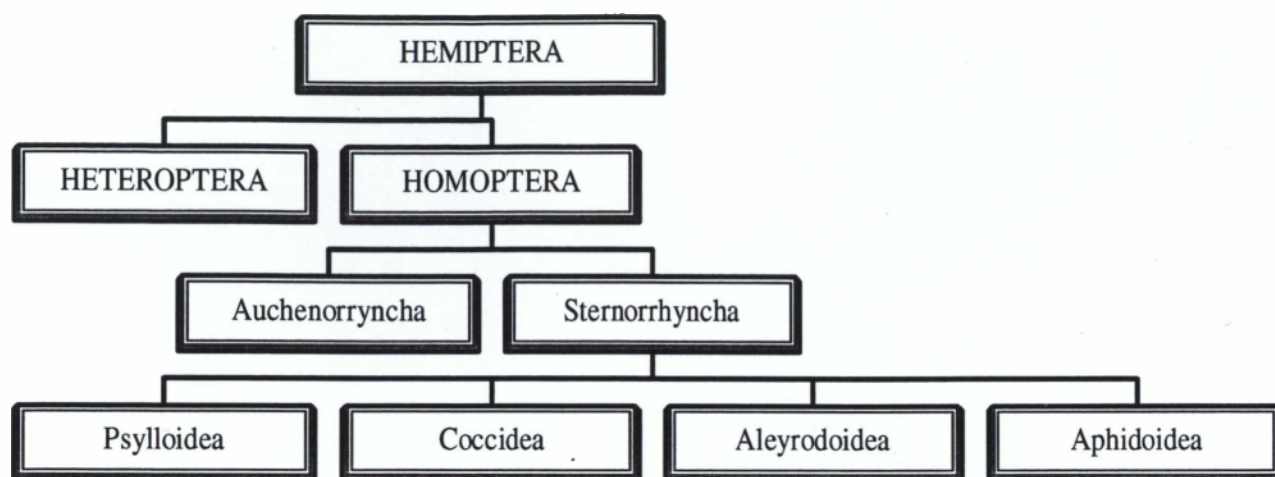 HEMIPTERA
HETEROPTERA HOMOPTERA
Auchenorryncha Sternorrhyncha
Psylloidea Coccidea Aleyrodoidea Aphidoidea